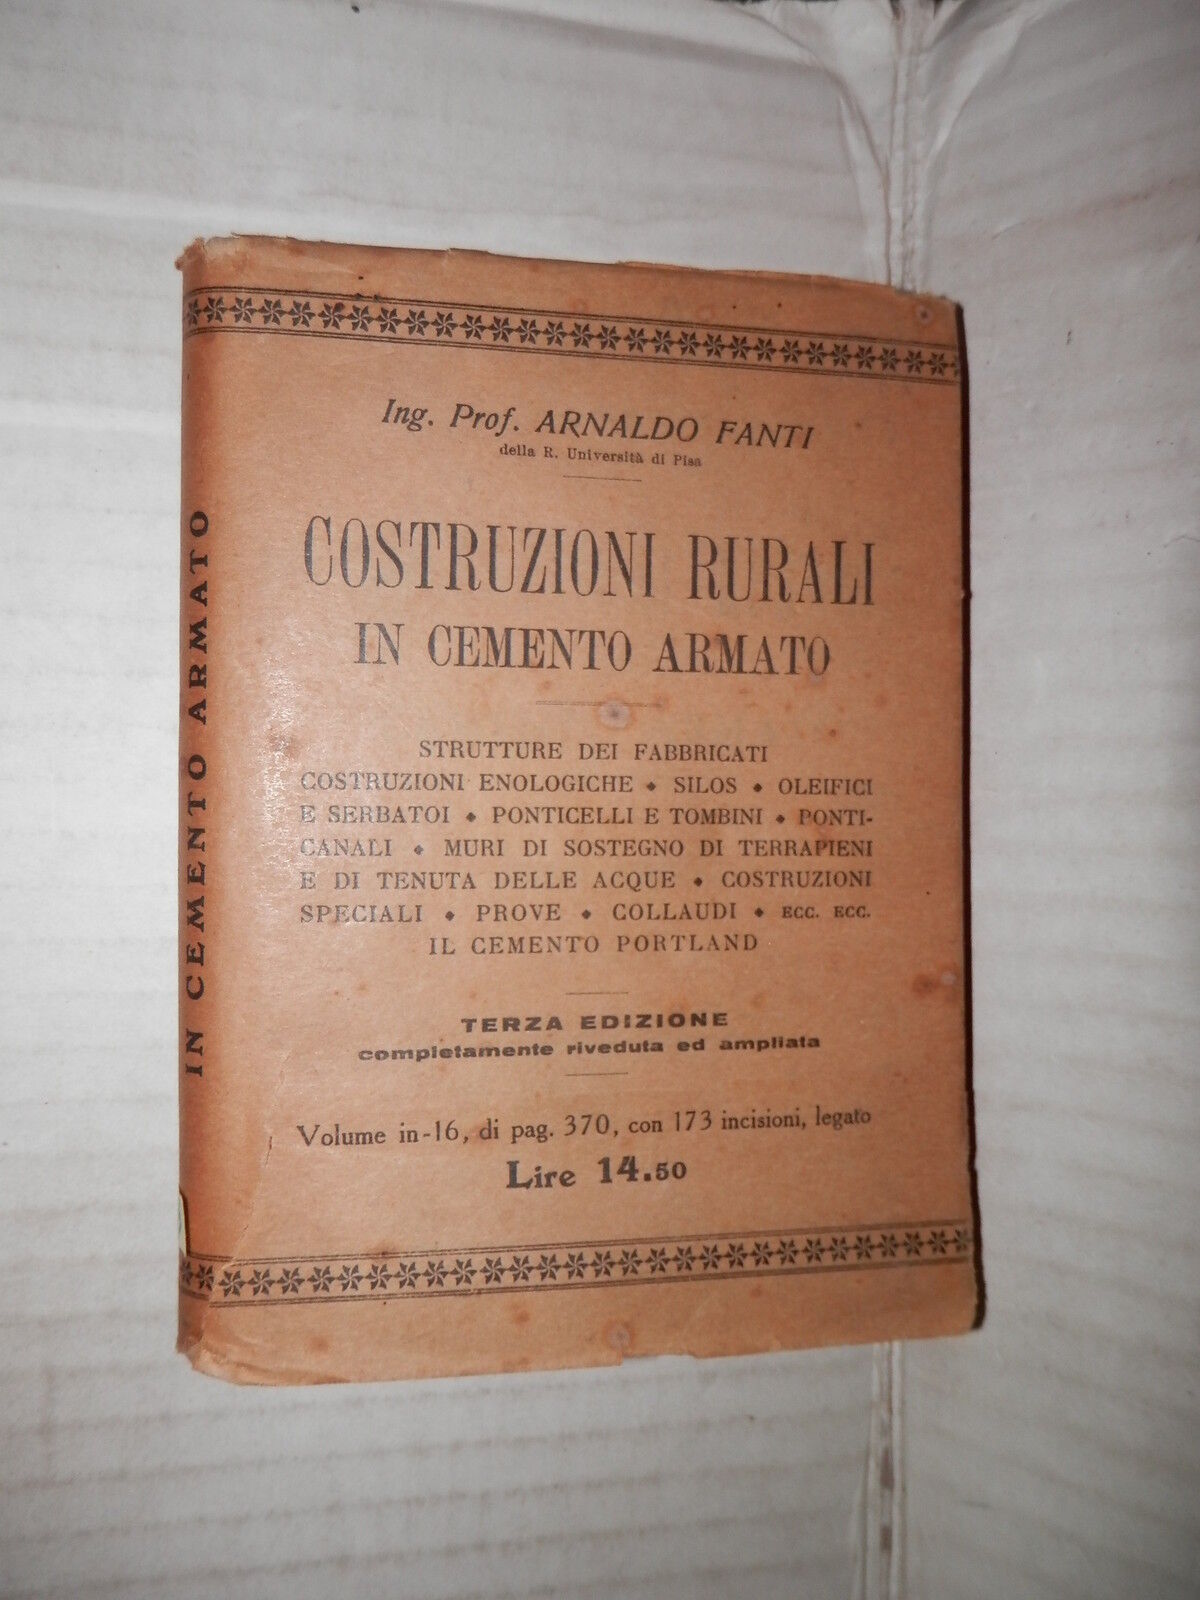 Ing. Prof. ARNALDO FANTI
della R. Università di Pisa
COSTRUZIONI RURALI
IN CEMENTO ARMATO
STRUTTURE DEI FABBRICATI
COSTRUZIONI ENOLOGICHE • SILOS • OLEIFICI
E SERBATOI • PONTICELLI E TOMBINI • PONTI-
CANALI • MURI DI SOSTEGNO DI TERRAPIENI
E DI TENUTA DELLE ACQUE • COSTRUZIONI
SPECIALI • PROVE • COLLAUDI • ECC. ECC.
IL CEMENTO PORTLAND
TERZA EDIZIONE
completamente riveduta ed ampliata
Volume in-16, di pag. 370, con 173 incisioni, legato
Lire 14.50
IN CEMENTO ARMATO